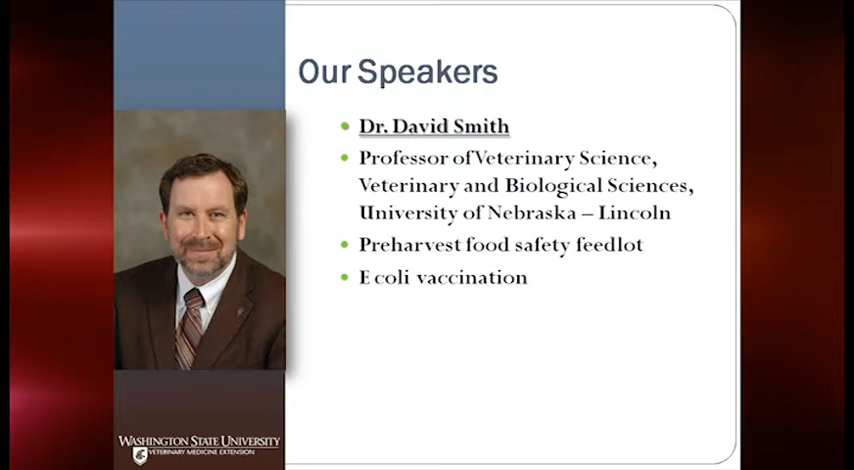 Our Speakers
Dr. David Smith
Professor of Veterinary Science,
Veterinary and Biological Sciences,
University of Nebraska – Lincoln
Preharvest food safety feedlot
E coli vaccination
WASHINGTON STATE UNIVERSITY
VETERINARY MEDICINE EXTENSION